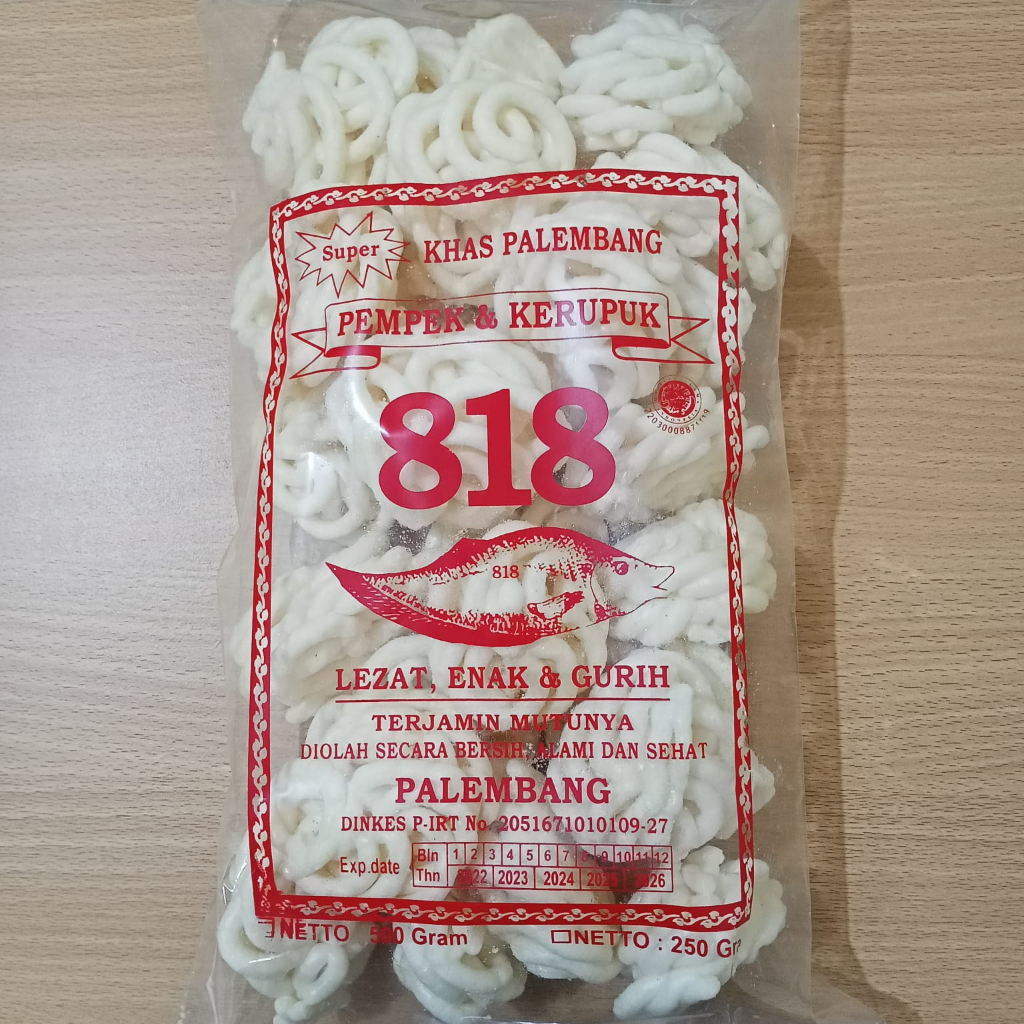 Super
KHAS PALEMBANG
PEMPEK & KERUPUK
818
818
LEZAT, ENAK & GURIH
TERJAMIN MUTUNYA
DIOLAH SECARA BERSIH, ALAMI DAN SEHAT
PALEMBANG
DINKES P-IRT No. 2051671010109-27
Exp.date Bln 1 2 3 4 5 6 7 8 9 10 11 12
Thn 2022 2023 2024 2025 2026
NETTO 500 Gram
NETTO : 250 Gr